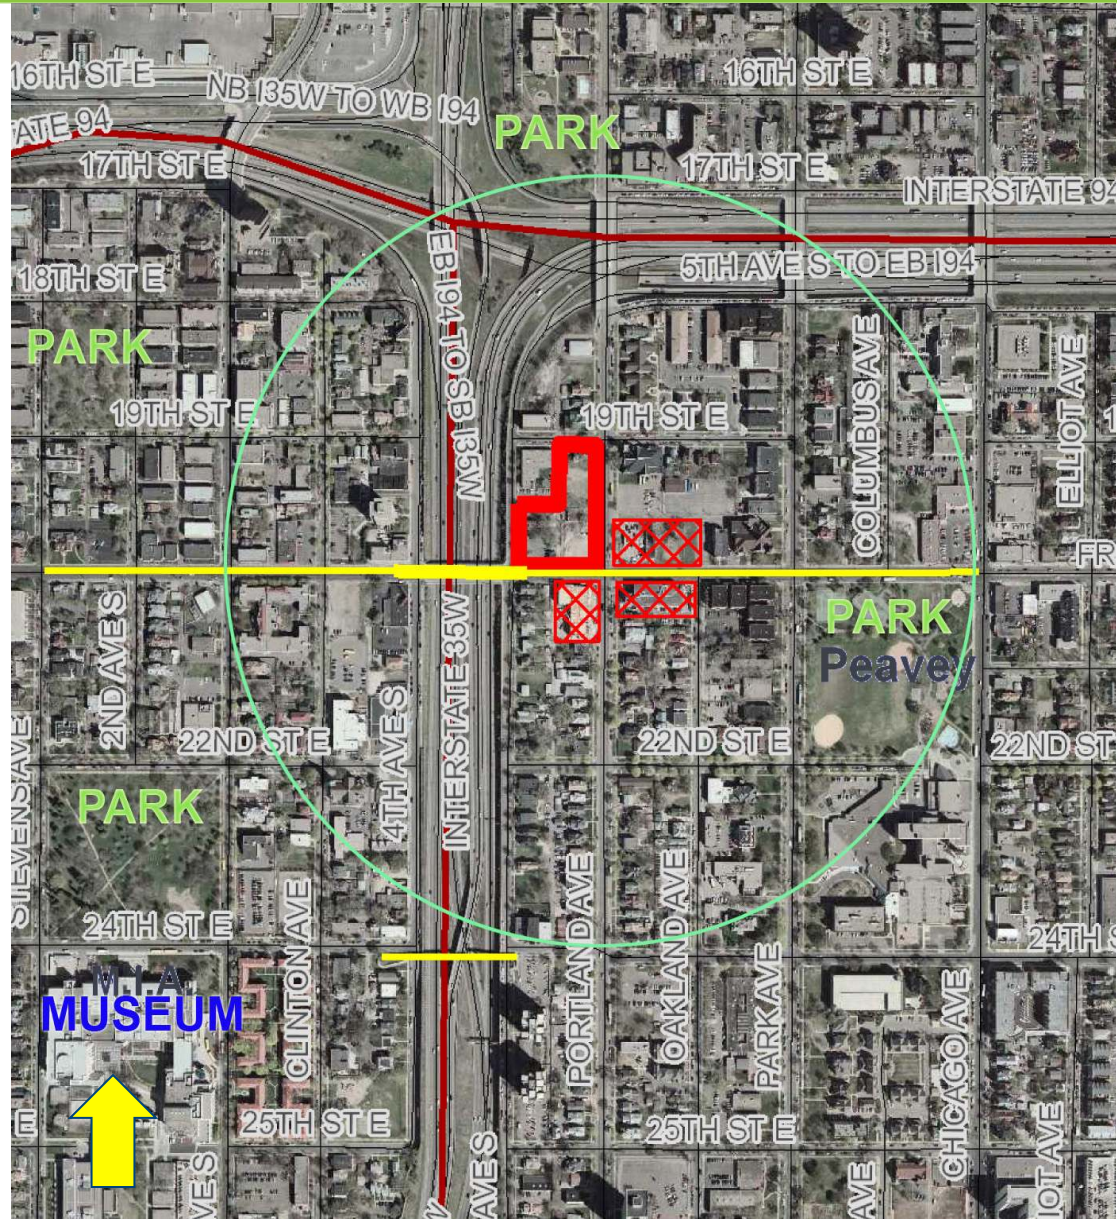 16TH ST E
16TH ST E
NB I35W TO WB I94
PARK
ATE 94
17TH ST E
17TH ST E
INTERSTATE 9
EB I94 TO SB I35W
5TH AVE S TO EB I94
18TH ST E
PARK
COLUMBUS AVE
ELLIOT AVE
19TH ST E
19TH ST E
FR
2ND AVE S
INTERSTATE 35W
PARK
Peavey
4TH AVE S
22ND ST E
22ND ST E
22ND ST
STEVENS AVE
PARK
24TH ST E
CLINTON AVE
PORTLAND AVE
OAKLAND AVE
PARK AVE
CHICAGO AVE
24TH S
M.I.A.
MUSEUM
E
25TH ST E
25TH ST E
VE S
AVE S
AVE
IOT AVE